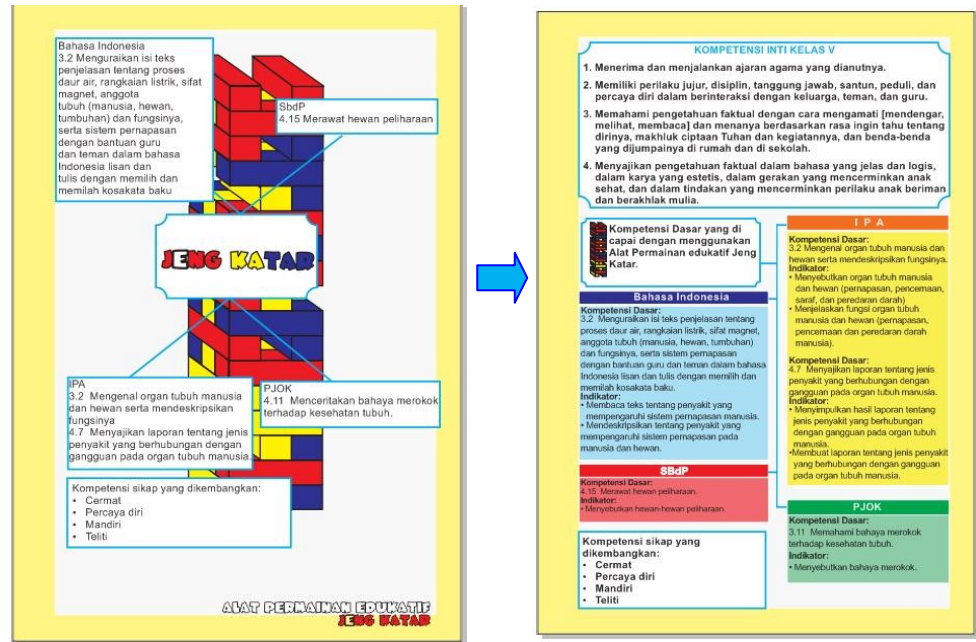 Bahasa Indonesia
3.2 Menguraikan isi teks
penjelasan tentang proses
daur air, rangkaian listrik, sifat
magnet, anggota
tubuh (manusia, hewan,
tumbuhan) dan fungsinya,
serta sistem pernapasan
dengan bantuan guru
dan teman dalam bahasa
Indonesia lisan dan
tulis dengan memilih dan
memilah kosakata baku
SbdP
4.15 Merawat hewan peliharaan
JENG KATAR
IPA
3.2 Mengenal organ tubuh manusia
dan hewan serta mendeskripsikan
fungsinya
4.7 Menyajikan laporan tentang jenis
penyakit yang berhubungan dengan
gangguan pada organ tubuh manusia.
PJOK
4.11 Menceritakan bahaya merokok
terhadap kesehatan tubuh.
Kompetensi sikap yang dikembangkan:
• Cermat
• Percaya diri
• Mandiri
• Teliti
ALAT PERMAINAN EDUKATIF
JENG KATAR
KOMPETENSI INTI KELAS V
1. Menerima dan menjalankan ajaran agama yang dianutnya.
2. Memiliki perilaku jujur, disiplin, tanggung jawab, santun, peduli, dan
percaya diri dalam berinteraksi dengan keluarga, teman, dan guru.
3. Memahami pengetahuan faktual dengan cara mengamati [mendengar,
melihat, membaca] dan menanya berdasarkan rasa ingin tahu tentang
dirinya, makhluk ciptaan Tuhan dan kegiatannya, dan benda-benda
yang dijumpainya di rumah dan di sekolah.
4. Menyajikan pengetahuan faktual dalam bahasa yang jelas dan logis,
dalam karya yang estetis, dalam gerakan yang mencerminkan anak
sehat, dan dalam tindakan yang mencerminkan perilaku anak beriman
dan berakhlak mulia.
Kompetensi Dasar yang di
capai dengan menggunakan
Alat Permainan edukatif Jeng
Katar.
Bahasa Indonesia
Kompetensi Dasar:
3.2 Menguraikan isi teks penjelasan tentang
proses daur air, rangkaian listrik, sifat magnet,
anggota tubuh (manusia, hewan, tumbuhan)
dan fungsinya, serta sistem pernapasan
dengan bantuan guru dan teman dalam bahasa
Indonesia lisan dan tulis dengan memilih dan
memilah kosakata baku.
Indikator:
• Membaca teks tentang penyakit yang
mempengaruhi sistem pernapasan manusia.
• Mendeskripsikan tentang penyakit yang
mempengaruhi sistem pernapasan pada
manusia dan hewan.
SBdP
Kompetensi Dasar:
4.15 Merawat hewan peliharaan.
Indikator:
• Menyebutkan hewan-hewan peliharaan
Kompetensi sikap yang
dikembangkan:
• Cermat
• Percaya diri
• Mandiri
• Teliti
I P A
Kompetensi Dasar:
3.2 Mengenal organ tubuh manusia dan
hewan serta mendeskripsikan fungsinya.
Indikator:
• Menyebutkan organ tubuh manusia
dan hewan (pernapasan, pencernaan,
saraf, dan peredaran darah)
• Menjelaskan fungsi organ tubuh
manusia dan hewan (pernapasan,
pencernaan dan peredaran darah
manusia).
Kompetensi Dasar:
4.7 Menyajikan laporan tentang jenis
penyakit yang berhubungan dengan
gangguan pada organ tubuh manusia.
Indikator:
• Menyimpulkan hasil laporan tentang
jenis penyakit yang berhubungan
dengan gangguan pada organ tubuh
manusia.
•Membuat laporan tentang jenis penyakit
yang berhubungan dengan gangguan
pada organ tubuh manusia.
PJOK
Kompetensi Dasar:
3.11 Memahami bahaya merokok
terhadap kesehatan tubuh.
Indikator:
• Menyebutkan bahaya merokok.